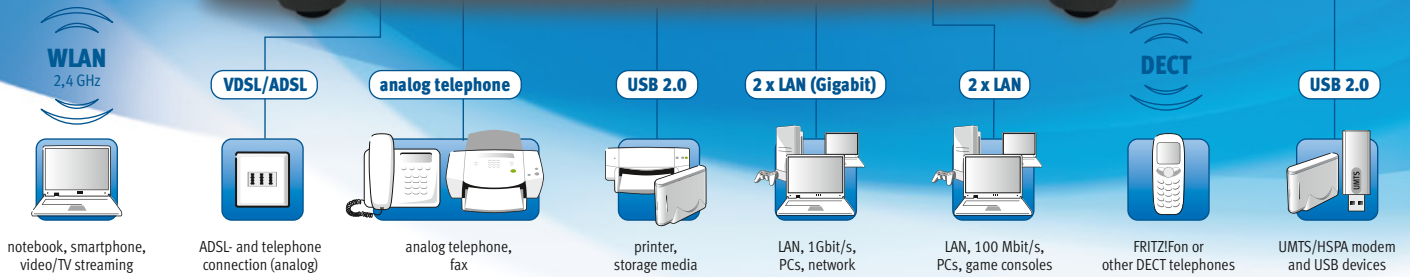 WLAN
2,4 GHz
VDSL/ADSL
analog telephone
USB 2.0
2 x LAN (Gigabit)
2 x LAN
DECT
USB 2.0
UMTS
notebook, smartphone,
video/TV streaming
ADSL- and telephone
connection (analog)
analog telephone,
fax
printer,
storage media
LAN, 1Gbit/s,
PCs, network
LAN, 100 Mbit/s,
PCs, game consoles
FRITZ!Fon or
other DECT telephones
UMTS/HSPA modem
and USB devices